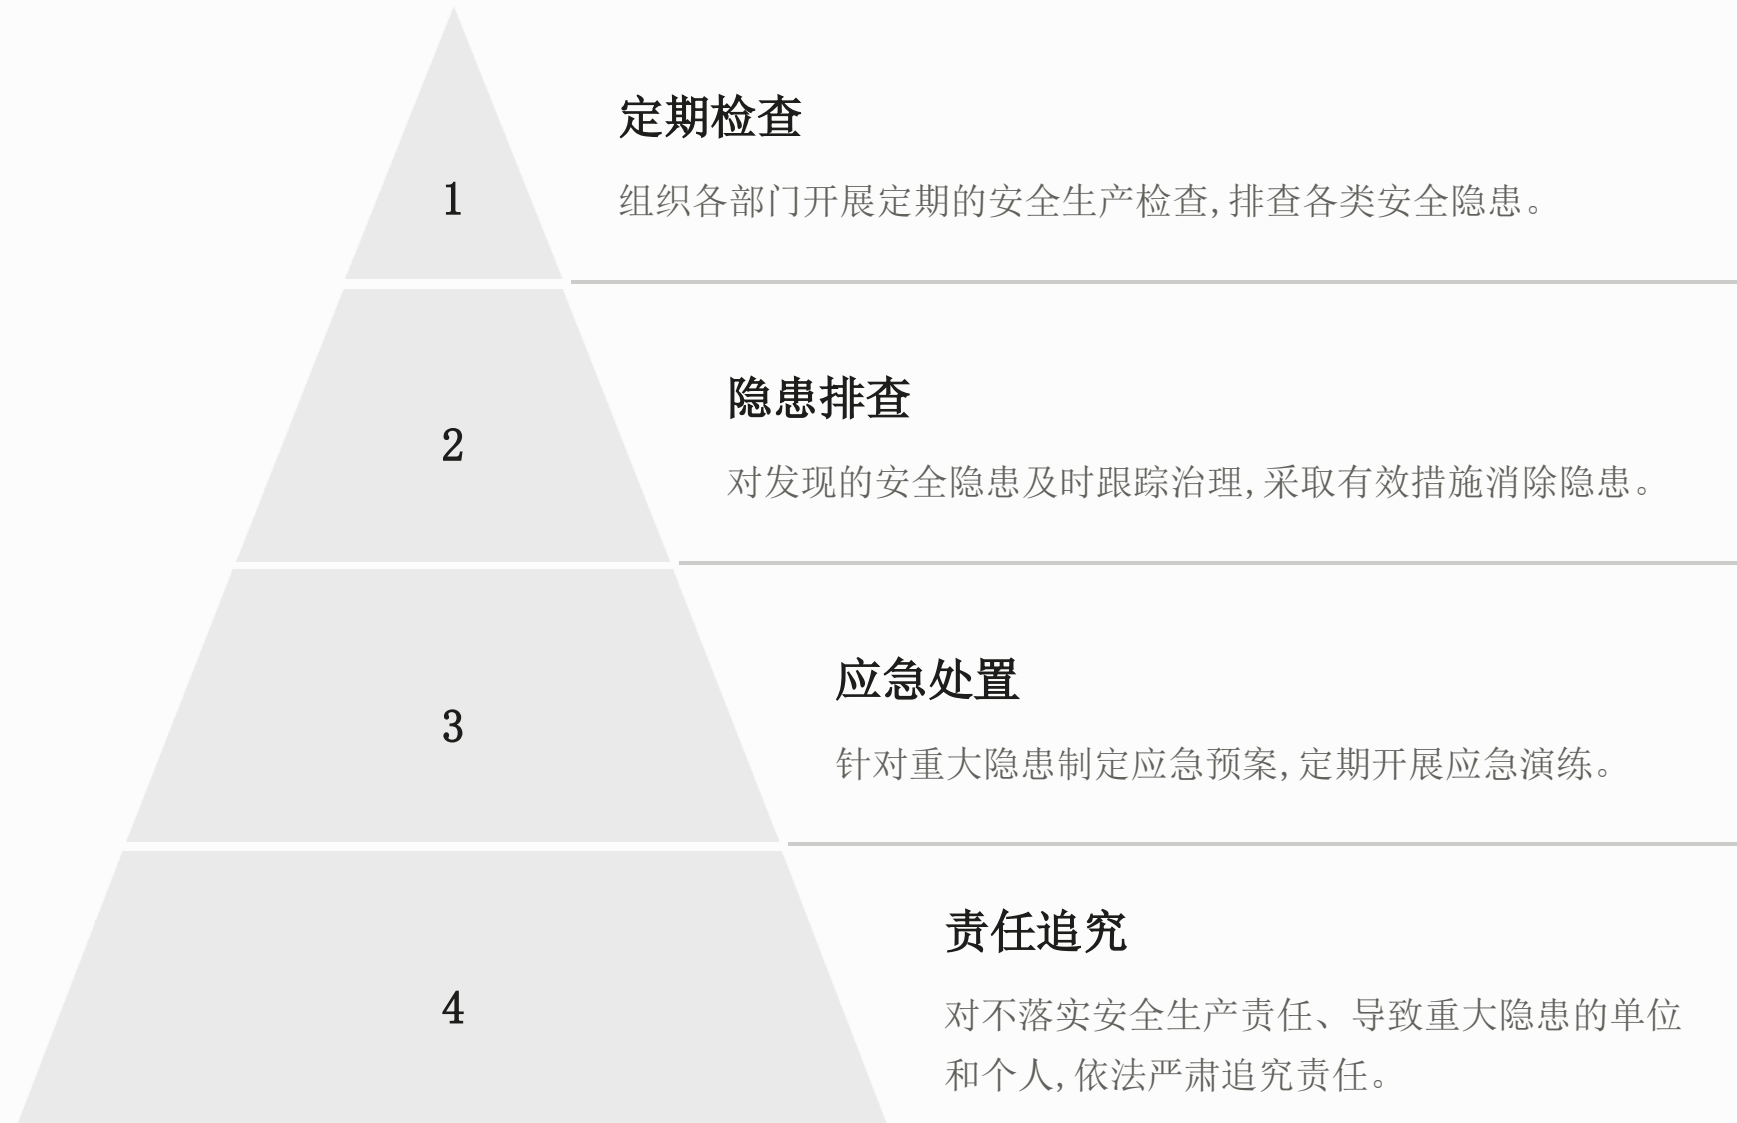 定期检查
1
组织各部门开展定期的安全生产检查,排查各类安全隐患。
隐患排查
2
对发现的安全隐患及时跟踪治理,采取有效措施消除隐患。
应急处置
3
针对重大隐患制定应急预案,定期开展应急演练。
责任追究
4
对不落实安全生产责任、导致重大隐患的单位
和个人,依法严肃追究责任。